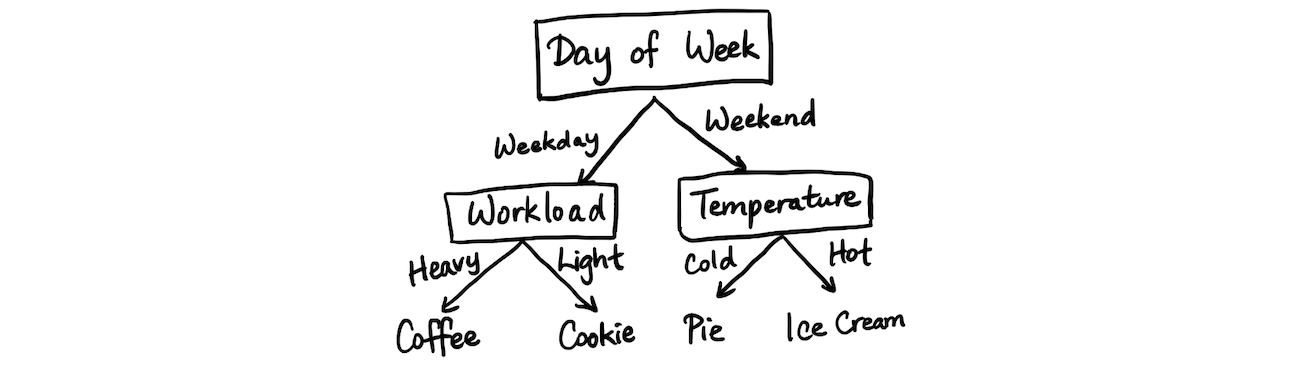 Day of Week
Weekday
Weekend
Workload
Temperature
Heavy
Light
Cold
Hot
Coffee
Cookie
Pie
Ice Cream